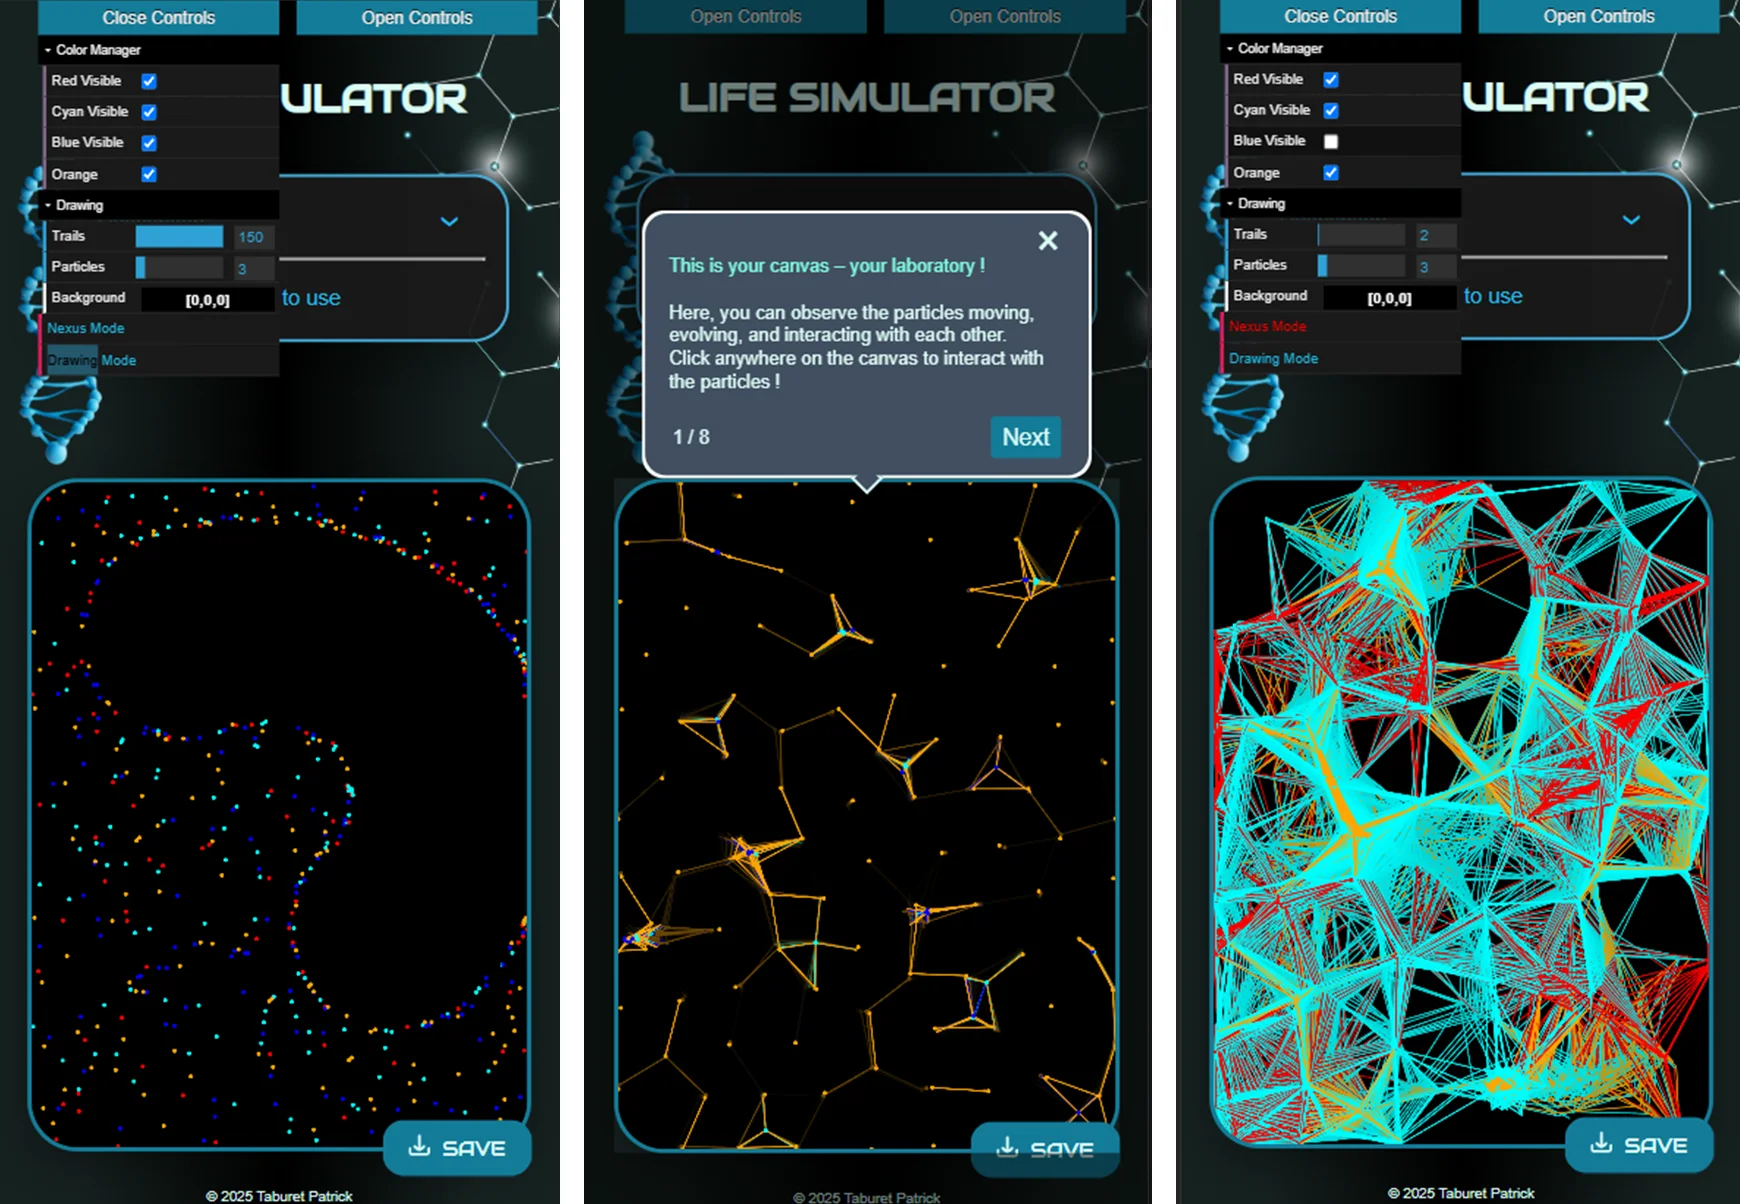 Close Controls
Open Controls
Color Manager
Red Visible
Cyan Visible
Blue Visible
Orange
Drawing
Trails 150
Particles 3
Background [0,0,0]
Nexus Mode
Drawing Mode
ULATOR
to use
SAVE
© 2025 Taburet Patrick
Open Controls
Open Controls
LIFE SIMULATOR
This is your canvas – your laboratory !
Here, you can observe the particles moving,
evolving, and interacting with each other.
Click anywhere on the canvas to interact with
the particles !
1 / 8
Next
SAVE
© 2025 Taburet Patrick
Close Controls
Open Controls
Color Manager
Red Visible
Cyan Visible
Blue Visible
Orange
Drawing
Trails 2
Particles 3
Background [0,0,0]
Nexus Mode
Drawing Mode
ULATOR
to use
SAVE
© 2025 Taburet Patrick